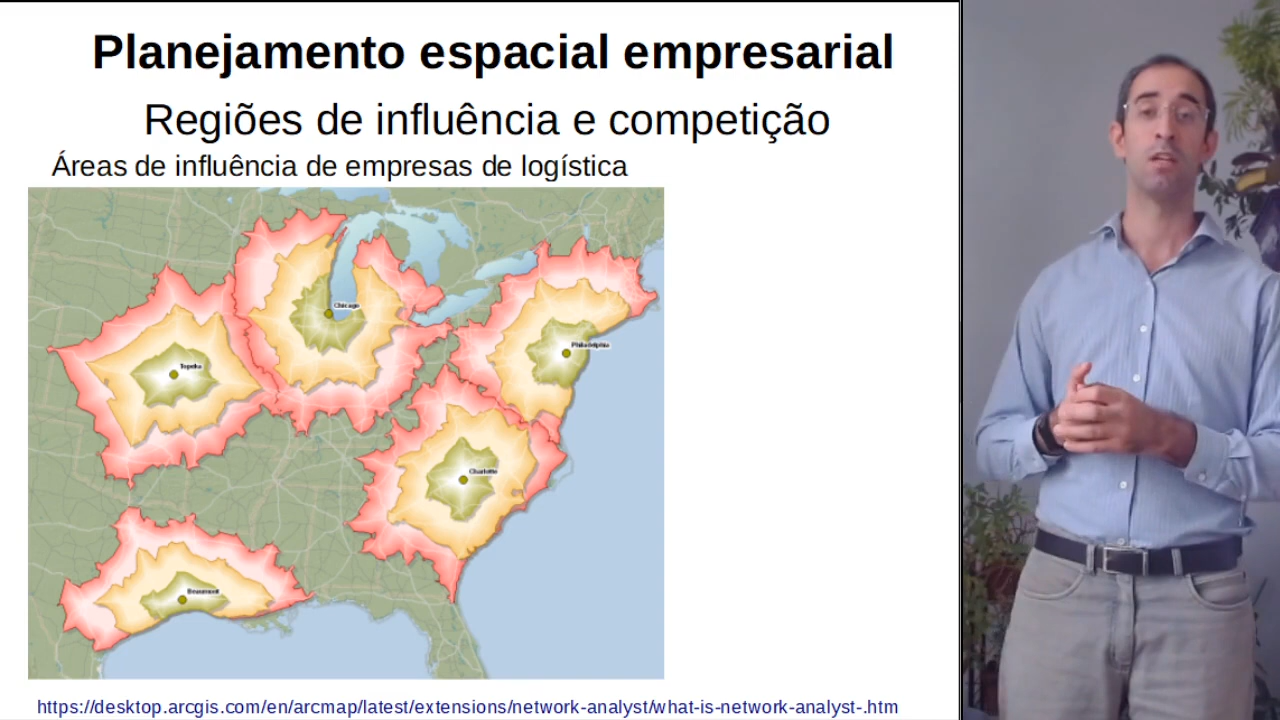 Planejamento espacial empresarial
Regiões de influência e competição
Áreas de influência de empresas de logística
Chicago
Philadelphia
Topeka
Charlotte
Beaumont
https://desktop.arcgis.com/en/arcmap/latest/extensions/network-analyst/what-is-network-analyst-.htm